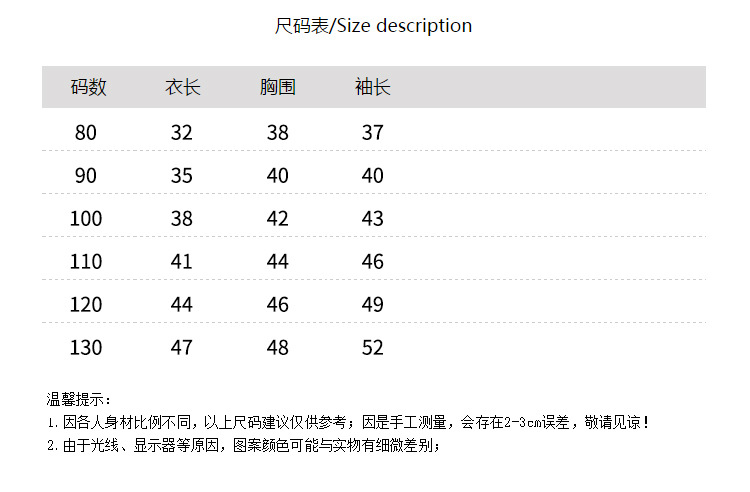 尺码表/Size description
码数 衣长 胸围 袖长
80 32 38 37
90 35 40 40
100 38 42 43
110 41 44 46
120 44 46 49
130 47 48 52
温馨提示：
1.因各人身材比例不同，以上尺码建议仅供参考；因是手工测量，会存在2-3cm误差，敬请见谅！
2.由于光线、显示器等原因，图案颜色可能与实物有细微差别；